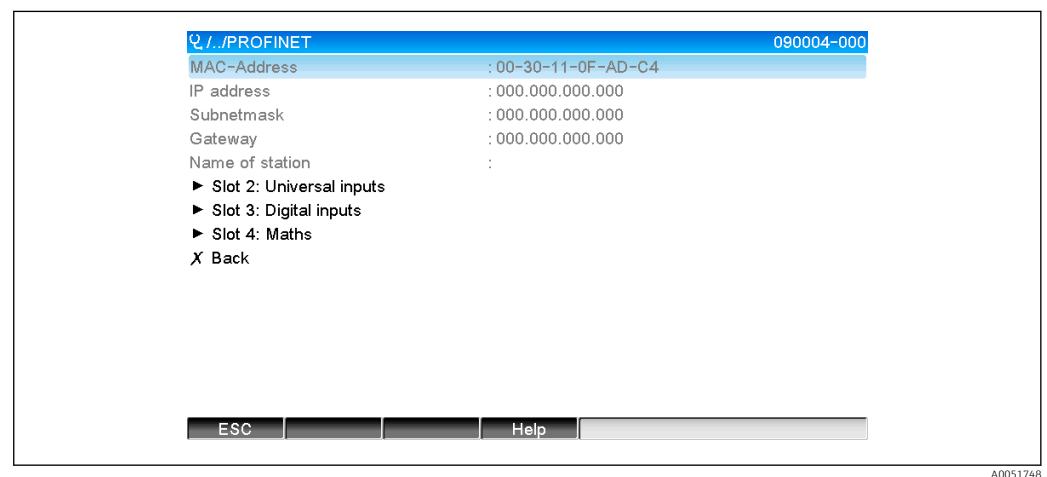 /../PROFINET 090004-000
MAC-Address : 00-30-11-0F-AD-C4
IP address : 000.000.000.000
Subnetmask : 000.000.000.000
Gateway : 000.000.000.000
Name of station :
► Slot 2: Universal inputs
► Slot 3: Digital inputs
► Slot 4: Maths
X Back
ESC Help
A0051748